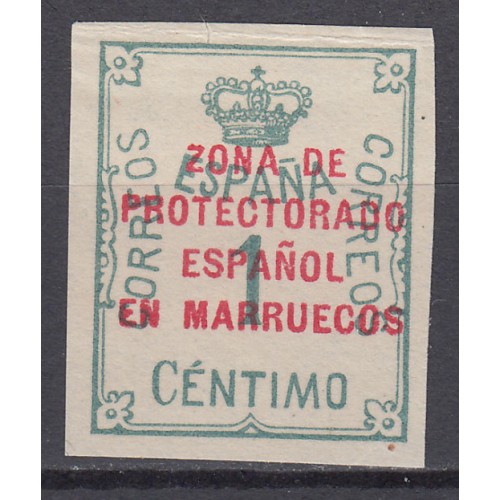 CORREOS
ESPAÑA
1
CÉNTIMO
CORREOS
ZONA DE
PROTECTORADO
ESPAÑOL
EN MARRUECOS